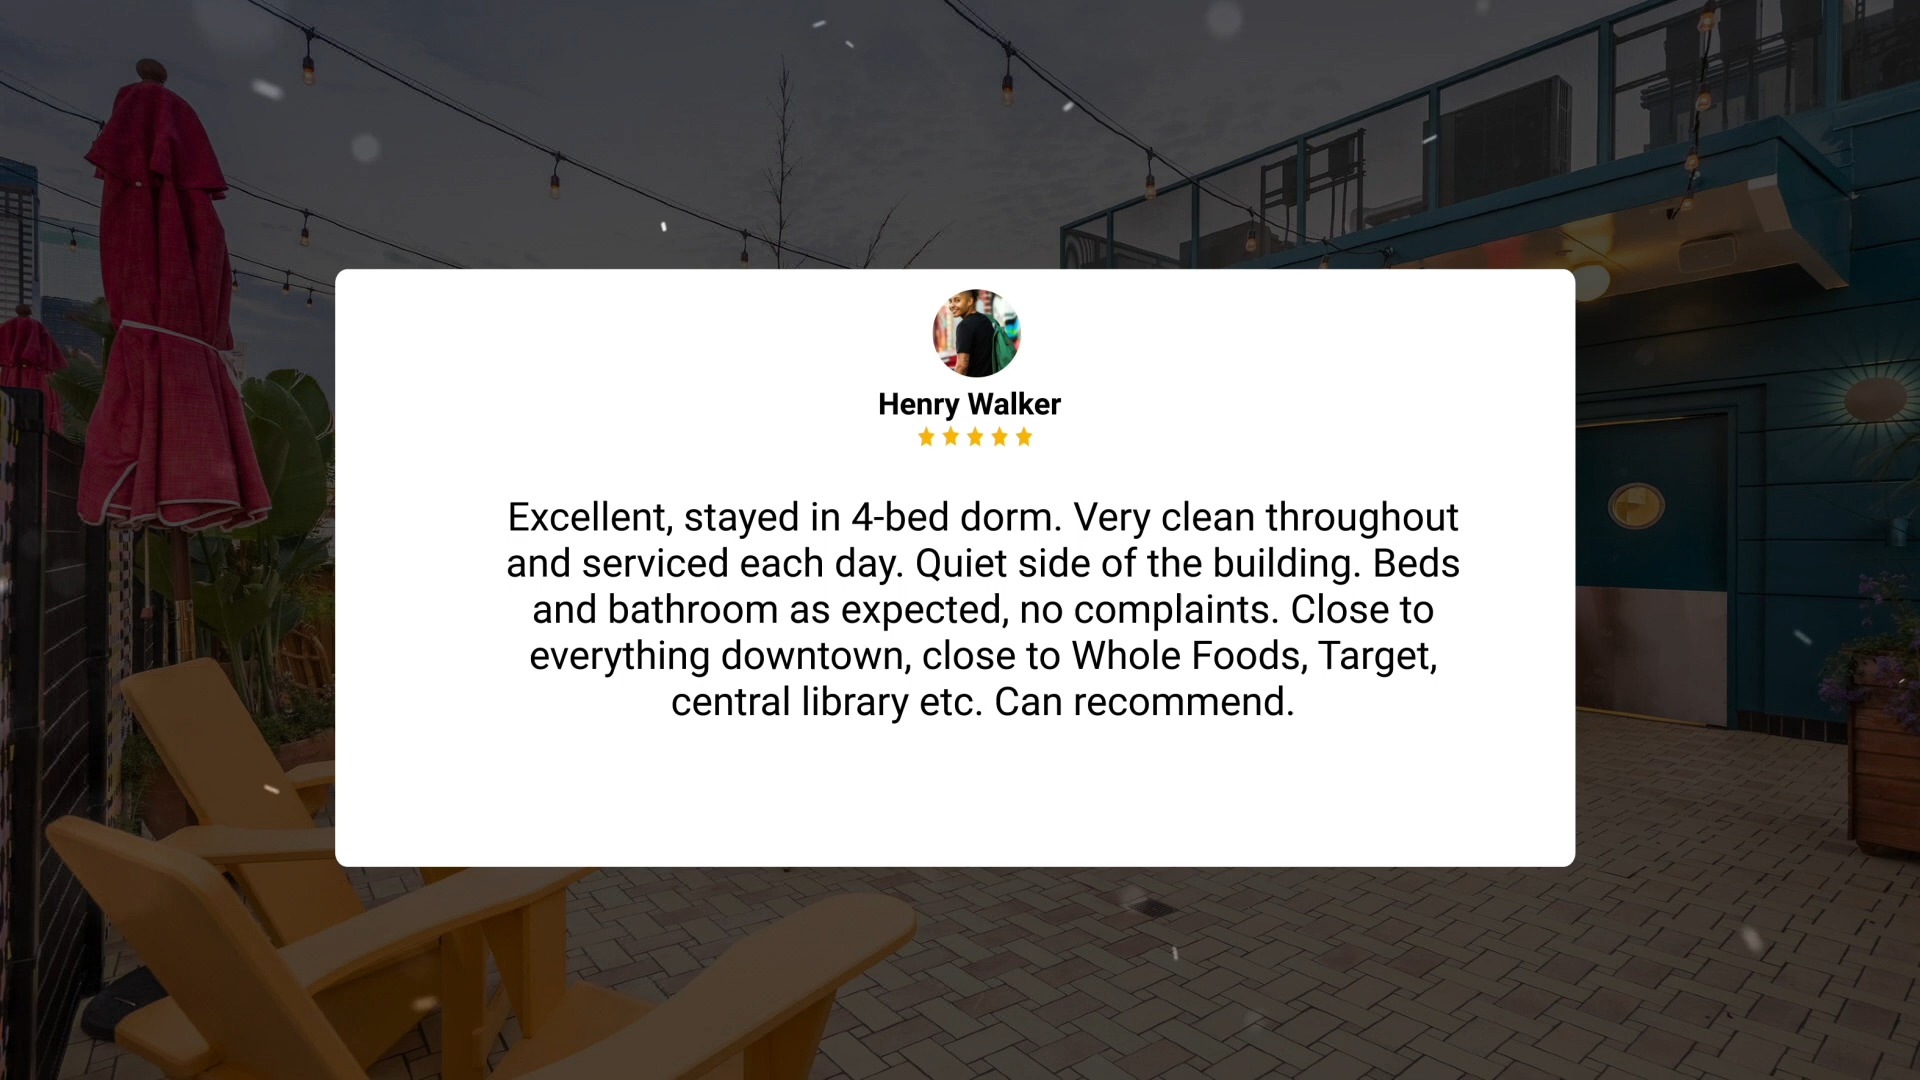 Henry Walker
Excellent, stayed in 4-bed dorm. Very clean throughout
and serviced each day. Quiet side of the building. Beds
and bathroom as expected, no complaints. Close to
everything downtown, close to Whole Foods, Target,
central library etc. Can recommend.